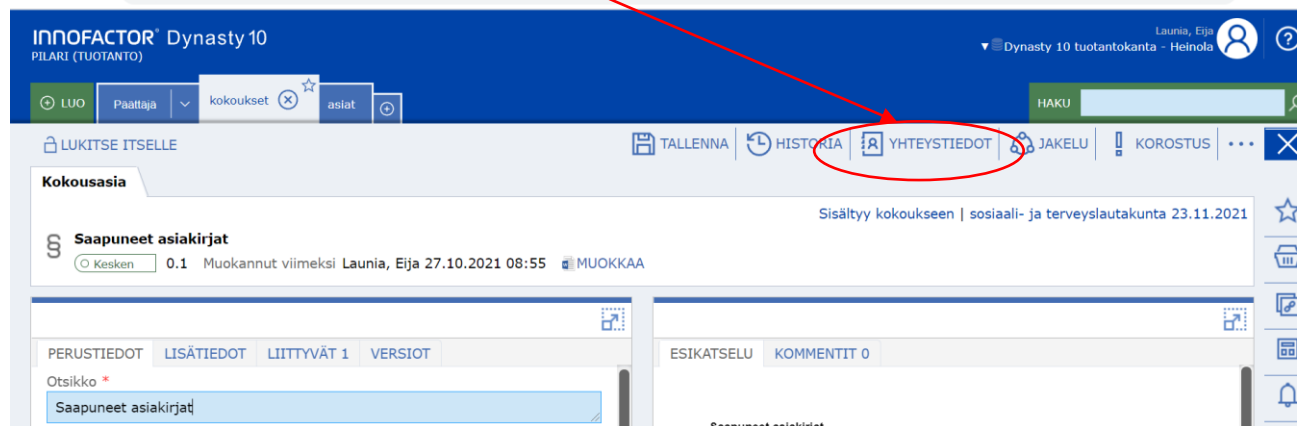 INNOFACTOR® Dynasty 10
PILARI (TUOTANTO)
Launia, Eija
Dynasty 10 tuotantokanta - Heinola
LUO
Paattaja
kokoukset
asiat
HAKU
LUKITSE ITSELLE
TALLENNA
HISTORIA
YHTEYSTIEDOT
JAKELU
KOROSTUS
Kokousasia
Sisältyy kokoukseen | sosiaali- ja terveyslautakunta 23.11.2021
§ Saapuneet asiakirjat
Kesken 0.1 Muokannut viimeksi Launia, Eija 27.10.2021 08:55 MUOKKAA
PERUSTIEDOT LISÄTIEDOT LIITTYVÄT 1 VERSIOT
ESIKATSELU KOMMENTIT 0
Otsikko *
Saapuneet asiakirjat
Saapuneet asiakirjat